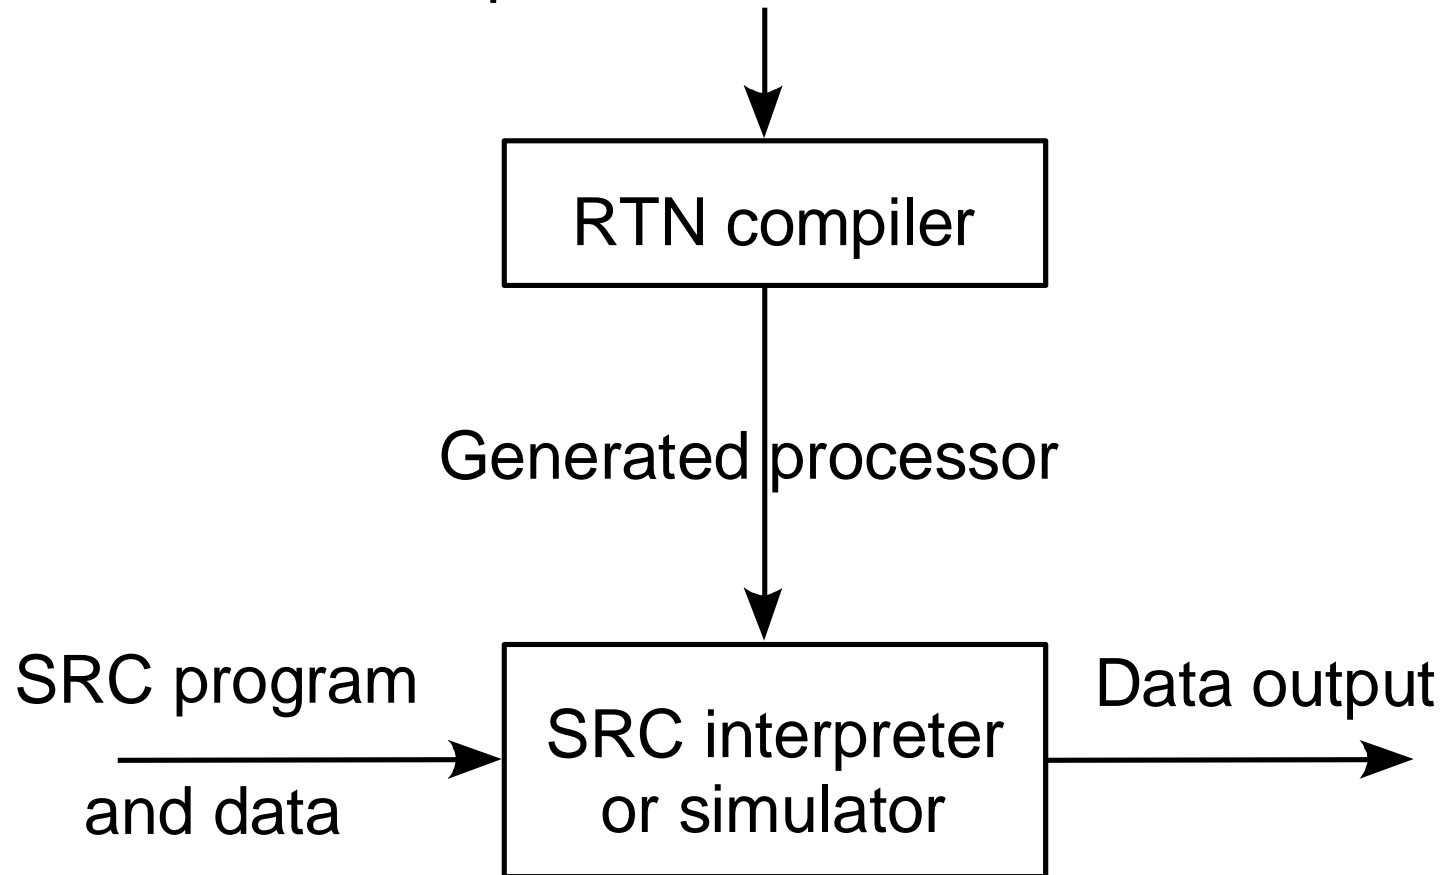 RTN compiler
Generated processor
SRC program
and data
SRC interpreter
or simulator
Data output